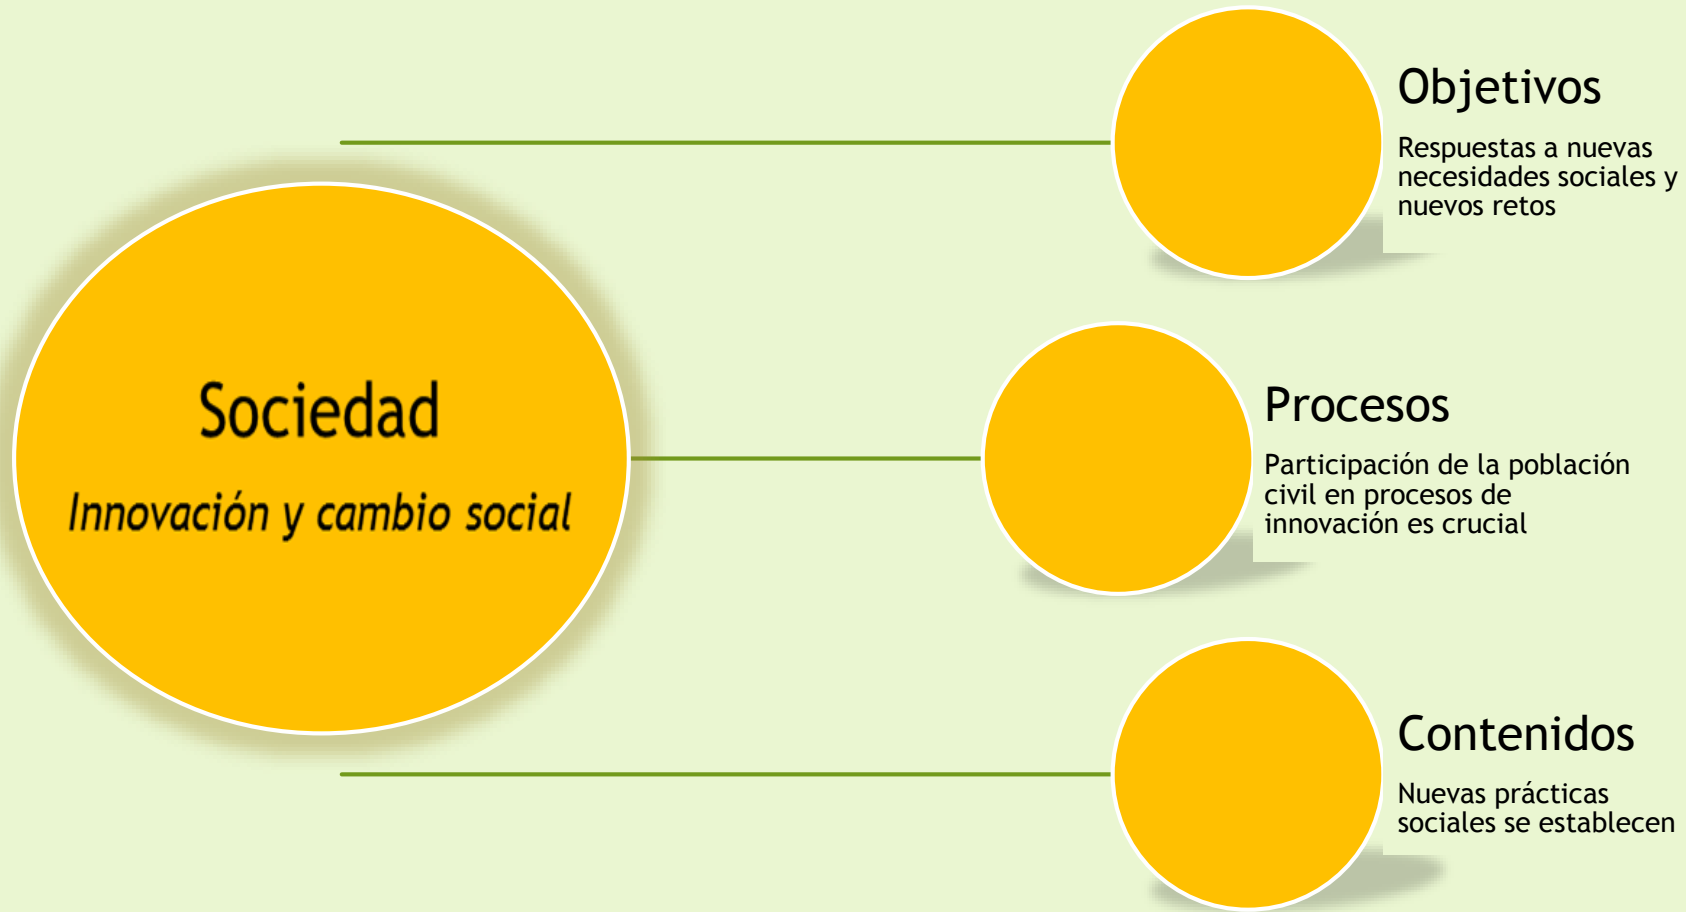 Sociedad
Innovación y cambio social
Objetivos
Respuestas a nuevas
necesidades sociales y
nuevos retos
Procesos
Participación de la población
civil en procesos de
innovación es crucial
Contenidos
Nuevas prácticas
sociales se establecen